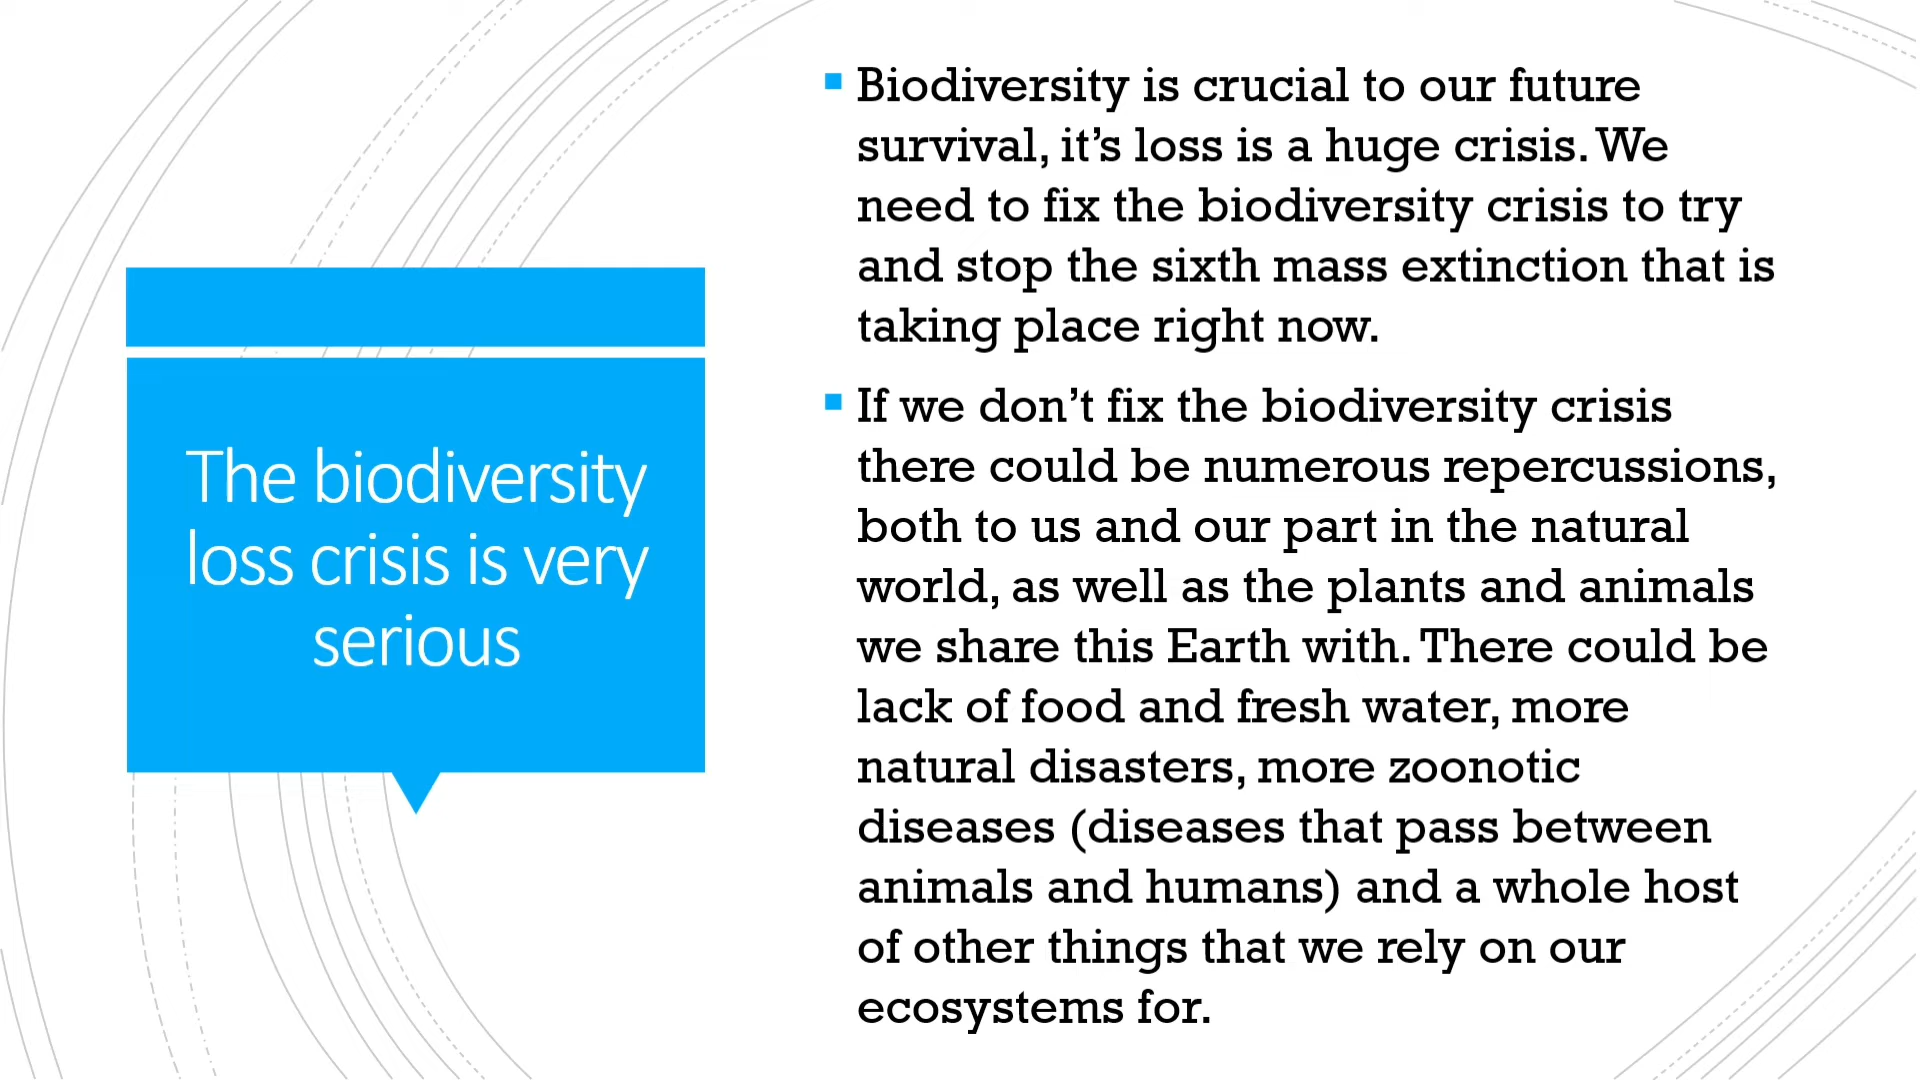 The biodiversity
loss crisis is very
serious
Biodiversity is crucial to our future
survival, it’s loss is a huge crisis. We
need to fix the biodiversity crisis to try
and stop the sixth mass extinction that is
taking place right now.
If we don’t fix the biodiversity crisis
there could be numerous repercussions,
both to us and our part in the natural
world, as well as the plants and animals
we share this Earth with. There could be
lack of food and fresh water, more
natural disasters, more zoonotic
diseases (diseases that pass between
animals and humans) and a whole host
of other things that we rely on our
ecosystems for.